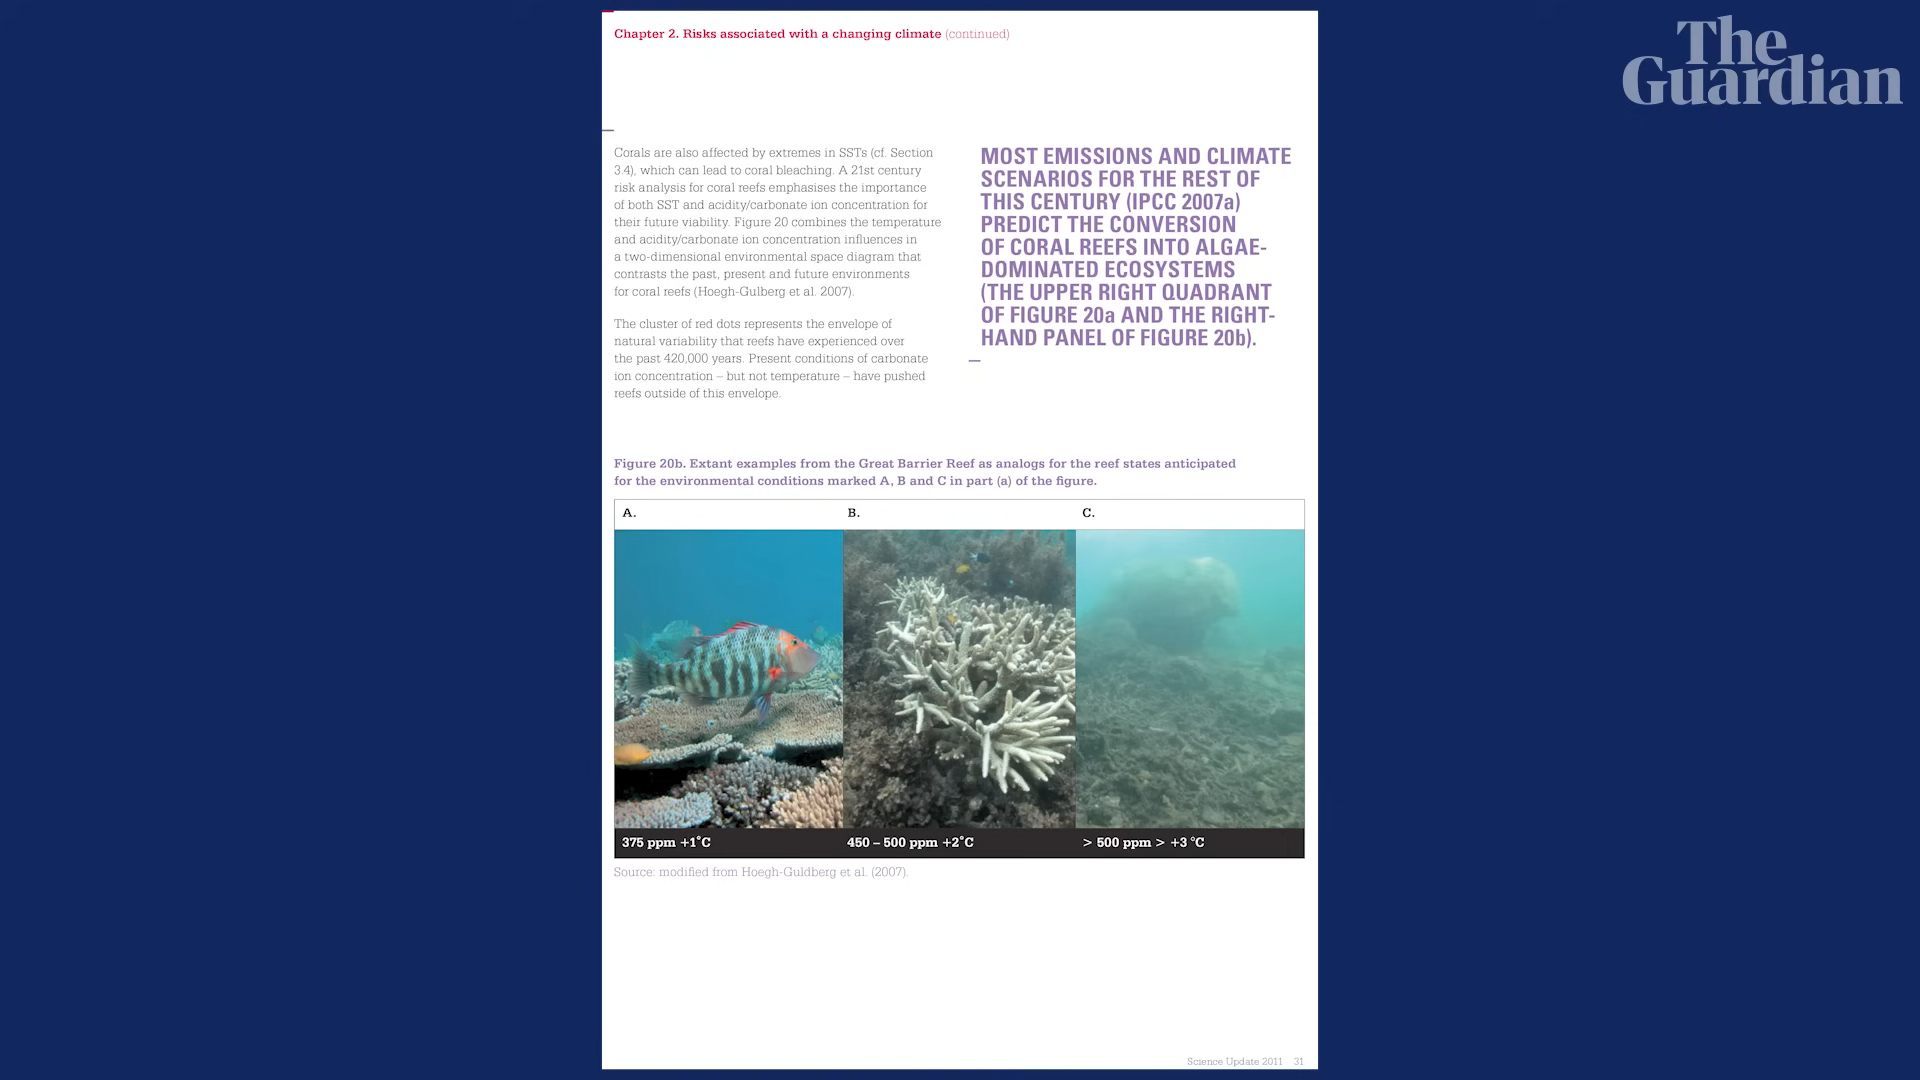 The
Guardian
Chapter 2. Risks associated with a changing climate (continued)
Corals are also affected by extremes in SSTs (cf. Section
3.4), which can lead to coral bleaching. A 21st century
risk analysis for coral reefs emphasises the importance
of both SST and acidity/carbonate ion concentration for
their future viability. Figure 20 combines the temperature
and acidity/carbonate ion concentration influences in
a two-dimensional environmental space diagram that
contrasts the past, present and future environments
for coral reefs (Hoegh-Gulberg et al. 2007).
The cluster of red dots represents the envelope of
natural variability that reefs have experienced over
the past 420,000 years. Present conditions of carbonate
ion concentration – but not temperature – have pushed
reefs outside of this envelope.
MOST EMISSIONS AND CLIMATE
SCENARIOS FOR THE REST OF
THIS CENTURY (IPCC 2007a)
PREDICT THE CONVERSION
OF CORAL REEFS INTO ALGAE-
DOMINATED ECOSYSTEMS
(THE UPPER RIGHT QUADRANT
OF FIGURE 20a AND THE RIGHT-
HAND PANEL OF FIGURE 20b).
Figure 20b. Extant examples from the Great Barrier Reef as analogs for the reef states anticipated
for the environmental conditions marked A, B and C in part (a) of the figure.
A. B. C.
375 ppm +1˚C 450 – 500 ppm +2˚C > 500 ppm > +3 ºC
Source: modified from Hoegh-Guldberg et al. (2007).
Science Update 2011 31